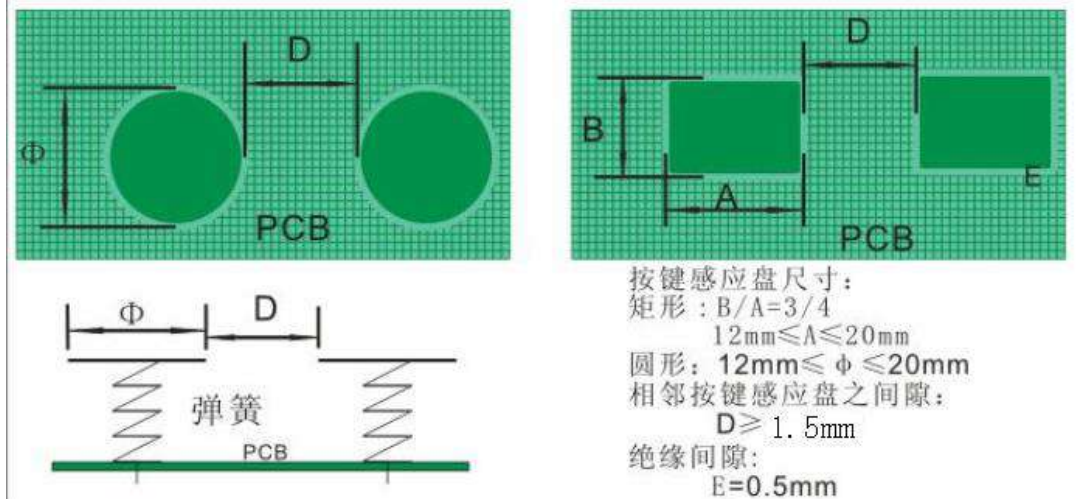 D
Φ
PCB
D
B
A
E
PCB
Φ
D
弹簧
PCB
按键感应盘尺寸：
矩形：B/A=3/4
12mm≤A≤20mm
圆形：12mm≤ φ ≤20mm
相邻按键感应盘之间隙：
D≥ 1.5mm
绝缘间隙:
E=0.5mm